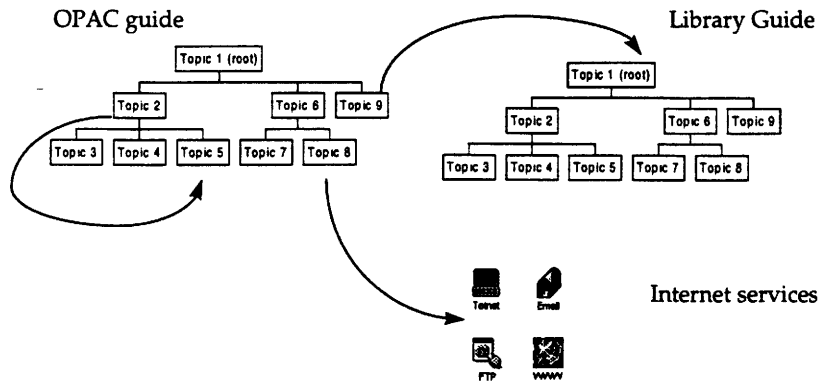 OPAC guide
Library Guide
Topic 1 (root)
Topic 2
Topic 6
Topic 9
Topic 3
Topic 4
Topic 5
Topic 7
Topic 8
Topic 1 (root)
Topic 2
Topic 6
Topic 9
Topic 3
Topic 4
Topic 5
Topic 7
Topic 8
Telnet
Email
Internet services
FTP
WWW